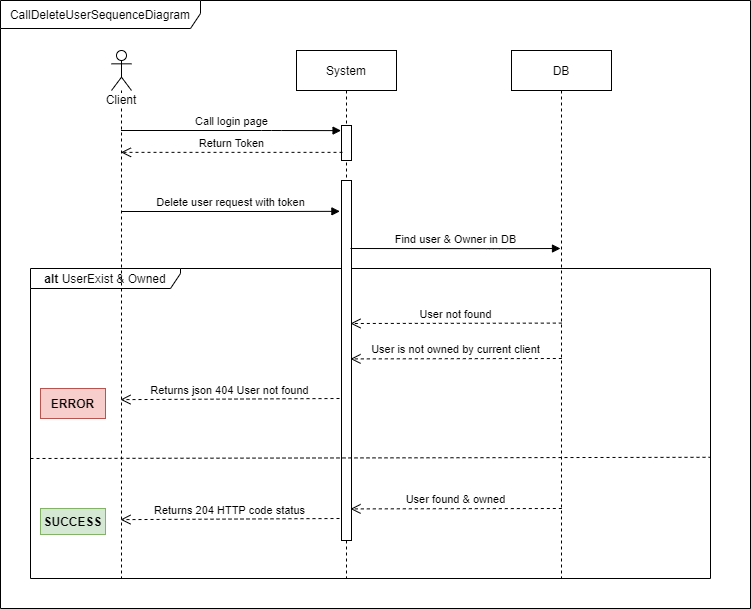 CallDeleteUserSequenceDiagram
Client
System
DB
Call login page
Return Token
Delete user request with token
Find user & Owner in DB
alt UserExist & Owned
User not found
User is not owned by current client
Returns json 404 User not found
ERROR
User found & owned
Returns 204 HTTP code status
SUCCESS